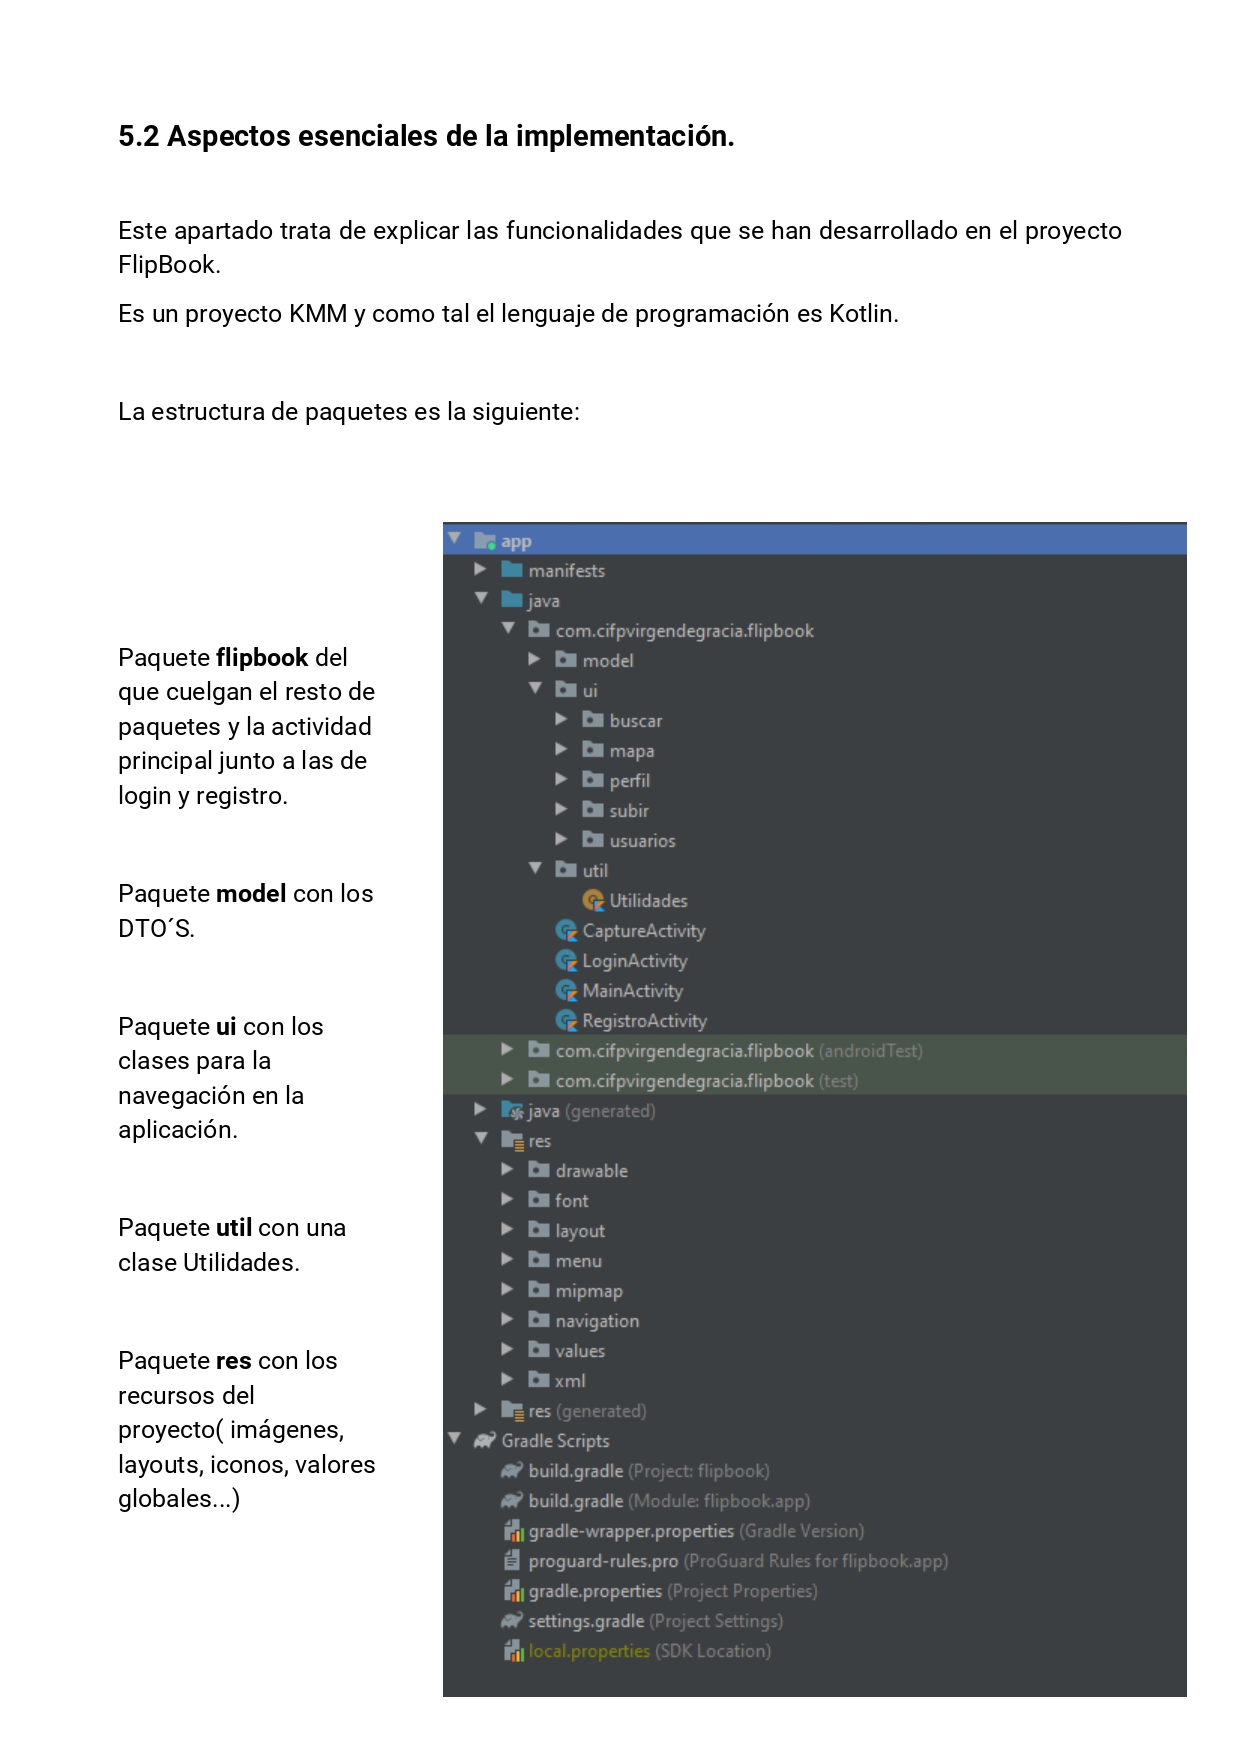 5.2 Aspectos esenciales de la implementación.
Este apartado trata de explicar las funcionalidades que se han desarrollado en el proyecto
FlipBook.
Es un proyecto KMM y como tal el lenguaje de programación es Kotlin.
La estructura de paquetes es la siguiente:
Paquete flipbook del
que cuelgan el resto de
paquetes y la actividad
principal junto a las de
login y registro.
Paquete model con los
DTO´S.
Paquete ui con los
clases para la
navegación en la
aplicación.
Paquete util con una
clase Utilidades.
Paquete res con los
recursos del
proyecto( imágenes,
layouts, iconos, valores
globales...)
app
manifests
java
com.cifpvirgendegracia.flipbook
model
ui
buscar
mapa
perfil
subir
usuarios
util
Utilidades
CaptureActivity
LoginActivity
MainActivity
RegistroActivity
com.cifpvirgendegracia.flipbook (androidTest)
com.cifpvirgendegracia.flipbook (test)
java (generated)
res
drawable
font
layout
menu
mipmap
navigation
values
xml
res (generated)
Gradle Scripts
build.gradle (Project: flipbook)
build.gradle (Module: flipbook.app)
gradle-wrapper.properties (Gradle Version)
proguard-rules.pro (ProGuard Rules for flipbook.app)
gradle.properties (Project Properties)
settings.gradle (Project Settings)
local.properties (SDK Location)